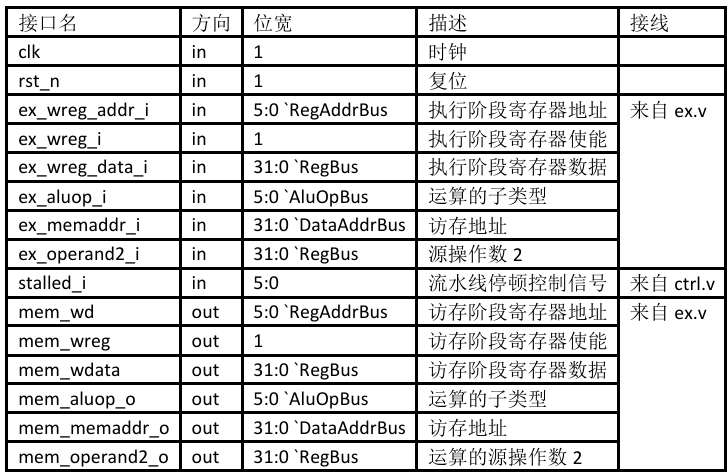 接口名 方向 位宽 描述 接线
clk in 1 时钟
rst_n in 1 复位
ex_wreg_addr_i in 5:0 `RegAddrBus 执行阶段寄存器地址 来自 ex.v
ex_wreg_i in 1 执行阶段寄存器使能
ex_wreg_data_i in 31:0 `RegBus 执行阶段寄存器数据
ex_aluop_i in 5:0 `AluOpBus 运算的子类型
ex_memaddr_i in 31:0 `DataAddrBus 访存地址
ex_operand2_i in 31:0 `RegBus 源操作数 2
stalled_i in 5:0 流水线停顿控制信号 来自 ctrl.v
mem_wd out 5:0 `RegAddrBus 访存阶段寄存器地址 来自 ex.v
mem_wreg out 1 访存阶段寄存器使能
mem_wdata out 31:0 `RegBus 访存阶段寄存器数据
mem_aluop_o out 5:0 `AluOpBus 运算的子类型
mem_memaddr_o out 31:0 `DataAddrBus 访存地址
mem_operand2_o out 31:0 `RegBus 运算的源操作数 2